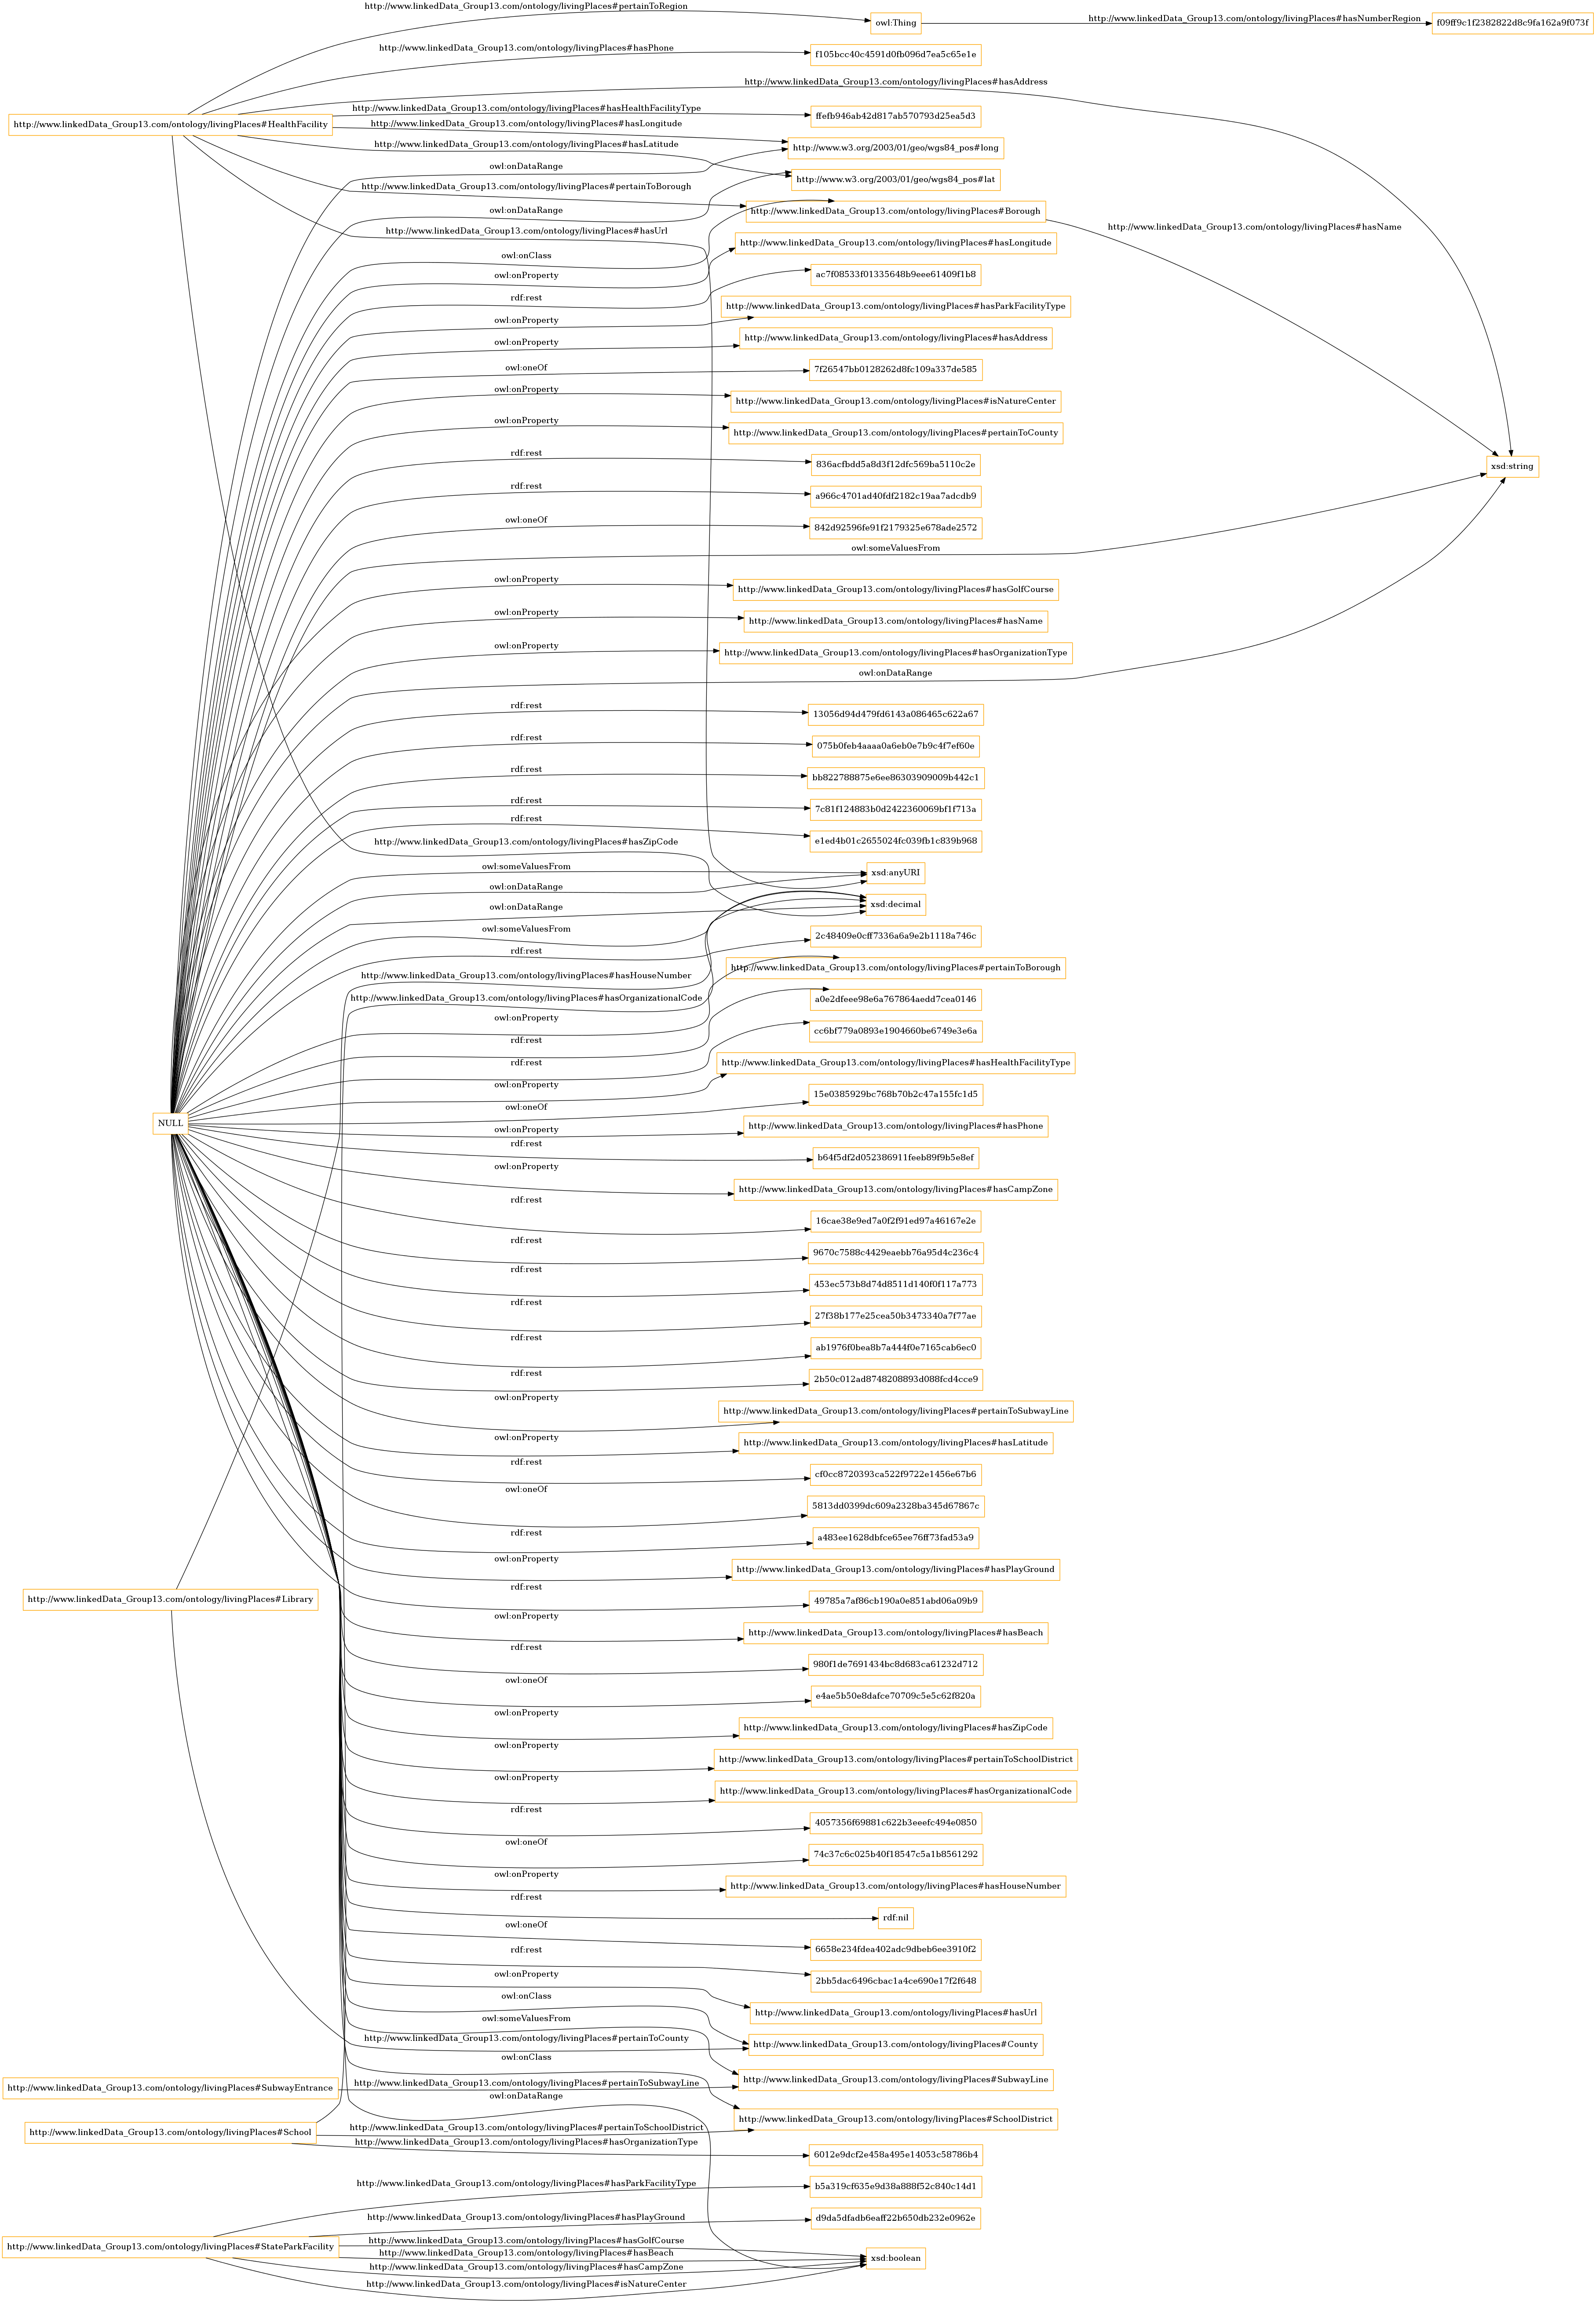 http://www.linkedData_Group13.com/ontology/livingPlaces#pertainToRegion
owl:Thing
http://www.linkedData_Group13.com/ontology/livingPlaces#hasNumberRegion
f09ff9c1f2382822d8c9fa162a9f073f
http://www.linkedData_Group13.com/ontology/livingPlaces#hasPhone
f105bcc40c4591d0fb096d7ea5c65e1e
http://www.linkedData_Group13.com/ontology/livingPlaces#hasAddress
http://www.linkedData_Group13.com/ontology/livingPlaces#HealthFacility
http://www.linkedData_Group13.com/ontology/livingPlaces#hasHealthFacilityType
ffefb946ab42d817ab570793d25ea5d3
http://www.linkedData_Group13.com/ontology/livingPlaces#hasLongitude
http://www.w3.org/2003/01/geo/wgs84_pos#long
http://www.linkedData_Group13.com/ontology/livingPlaces#hasLatitude
owl:onDataRange
http://www.w3.org/2003/01/geo/wgs84_pos#lat
http://www.linkedData_Group13.com/ontology/livingPlaces#pertainToBorough
owl:onDataRange
http://www.linkedData_Group13.com/ontology/livingPlaces#Borough
http://www.linkedData_Group13.com/ontology/livingPlaces#hasName
http://www.linkedData_Group13.com/ontology/livingPlaces#hasUrl
http://www.linkedData_Group13.com/ontology/livingPlaces#hasLongitude
owl:onClass
owl:onProperty
ac7f08533f01335648b9eee61409f1b8
rdf:rest
http://www.linkedData_Group13.com/ontology/livingPlaces#hasParkFacilityType
owl:onProperty
http://www.linkedData_Group13.com/ontology/livingPlaces#hasAddress
owl:onProperty
owl:oneOf
7f26547bb0128262d8fc109a337de585
owl:onProperty
http://www.linkedData_Group13.com/ontology/livingPlaces#isNatureCenter
owl:onProperty
http://www.linkedData_Group13.com/ontology/livingPlaces#pertainToCounty
rdf:rest
836acfbdd5a8d3f12dfc569ba5110c2e
xsd:string
rdf:rest
a966c4701ad40fdf2182c19aa7adcdb9
owl:oneOf
842d92596fe91f2179325e678ade2572
owl:someValuesFrom
owl:onProperty
http://www.linkedData_Group13.com/ontology/livingPlaces#hasGolfCourse
owl:onProperty
http://www.linkedData_Group13.com/ontology/livingPlaces#hasName
owl:onProperty
http://www.linkedData_Group13.com/ontology/livingPlaces#hasOrganizationType
owl:onDataRange
rdf:rest
13056d94d479fd6143a086465c622a67
rdf:rest
075b0feb4aaaa0a6eb0e7b9c4f7ef60e
rdf:rest
bb822788875e6ee86303909009b442c1
rdf:rest
7c81f124883b0d2422360069bf1f713a
rdf:rest
e1ed4b01c2655024fc039fb1c839b968
http://www.linkedData_Group13.com/ontology/livingPlaces#hasZipCode
owl:someValuesFrom
xsd:anyURI
owl:onDataRange
xsd:decimal
owl:onDataRange
owl:someValuesFrom
2c48409e0cff7336a6a9e2b1118a746c
rdf:rest
http://www.linkedData_Group13.com/ontology/livingPlaces#pertainToBorough
http://www.linkedData_Group13.com/ontology/livingPlaces#hasHouseNumber
http://www.linkedData_Group13.com/ontology/livingPlaces#hasOrganizationalCode
a0e2dfeee98e6a767864aedd7cea0146
owl:onProperty
cc6bf779a0893e1904660be6749e3e6a
rdf:rest
rdf:rest
http://www.linkedData_Group13.com/ontology/livingPlaces#hasHealthFacilityType
owl:onProperty
15e0385929bc768b70b2c47a155fc1d5
owl:oneOf
NULL
owl:onProperty
http://www.linkedData_Group13.com/ontology/livingPlaces#hasPhone
rdf:rest
b64f5df2d052386911feeb89f9b5e8ef
owl:onProperty
http://www.linkedData_Group13.com/ontology/livingPlaces#hasCampZone
rdf:rest
16cae38e9ed7a0f2f91ed97a46167e2e
rdf:rest
9670c7588c4429eaebb76a95d4c236c4
rdf:rest
453ec573b8d74d8511d140f0f117a773
rdf:rest
27f38b177e25cea50b3473340a7f77ae
rdf:rest
ab1976f0bea8b7a444f0e7165cab6ec0
rdf:rest
2b50c012ad8748208893d088fcd4cce9
owl:onProperty
http://www.linkedData_Group13.com/ontology/livingPlaces#pertainToSubwayLine
owl:onProperty
http://www.linkedData_Group13.com/ontology/livingPlaces#hasLatitude
rdf:rest
cf0cc8720393ca522f9722e1456e67b6
owl:oneOf
5813dd0399dc609a2328ba345d67867c
rdf:rest
a483ee1628dbfce65ee76ff73fad53a9
owl:onProperty
http://www.linkedData_Group13.com/ontology/livingPlaces#hasPlayGround
rdf:rest
http://www.linkedData_Group13.com/ontology/livingPlaces#Library
49785a7af86cb190a0e851abd06a09b9
owl:onProperty
http://www.linkedData_Group13.com/ontology/livingPlaces#hasBeach
rdf:rest
980f1de7691434bc8d683ca61232d712
owl:oneOf
e4ae5b50e8dafce70709c5e5c62f820a
owl:onProperty
http://www.linkedData_Group13.com/ontology/livingPlaces#hasZipCode
owl:onProperty
http://www.linkedData_Group13.com/ontology/livingPlaces#pertainToSchoolDistrict
owl:onProperty
http://www.linkedData_Group13.com/ontology/livingPlaces#hasOrganizationalCode
rdf:rest
4057356f69881c622b3eeefc494e0850
owl:oneOf
74c37c6c025b40f18547c5a1b8561292
owl:onProperty
http://www.linkedData_Group13.com/ontology/livingPlaces#hasHouseNumber
rdf:rest
rdf:nil
owl:oneOf
6658e234fdea402adc9dbeb6ee3910f2
rdf:rest
2bb5dac6496cbac1a4ce690e17f2f648
owl:onProperty
http://www.linkedData_Group13.com/ontology/livingPlaces#hasUrl
owl:onClass
owl:someValuesFrom
http://www.linkedData_Group13.com/ontology/livingPlaces#pertainToCounty
http://www.linkedData_Group13.com/ontology/livingPlaces#County
owl:onClass
http://www.linkedData_Group13.com/ontology/livingPlaces#SubwayLine
http://www.linkedData_Group13.com/ontology/livingPlaces#SubwayEntrance
http://www.linkedData_Group13.com/ontology/livingPlaces#pertainToSubwayLine
owl:onDataRange
http://www.linkedData_Group13.com/ontology/livingPlaces#SchoolDistrict
http://www.linkedData_Group13.com/ontology/livingPlaces#School
http://www.linkedData_Group13.com/ontology/livingPlaces#pertainToSchoolDistrict
http://www.linkedData_Group13.com/ontology/livingPlaces#hasOrganizationType
6012e9dcf2e458a495e14053c58786b4
http://www.linkedData_Group13.com/ontology/livingPlaces#hasParkFacilityType
b5a319cf635e9d38a888f52c840c14d1
http://www.linkedData_Group13.com/ontology/livingPlaces#hasPlayGround
d9da5dfadb6eaff22b650db232e0962e
http://www.linkedData_Group13.com/ontology/livingPlaces#StateParkFacility
http://www.linkedData_Group13.com/ontology/livingPlaces#hasGolfCourse
http://www.linkedData_Group13.com/ontology/livingPlaces#hasBeach
xsd:boolean
http://www.linkedData_Group13.com/ontology/livingPlaces#hasCampZone
http://www.linkedData_Group13.com/ontology/livingPlaces#isNatureCenter